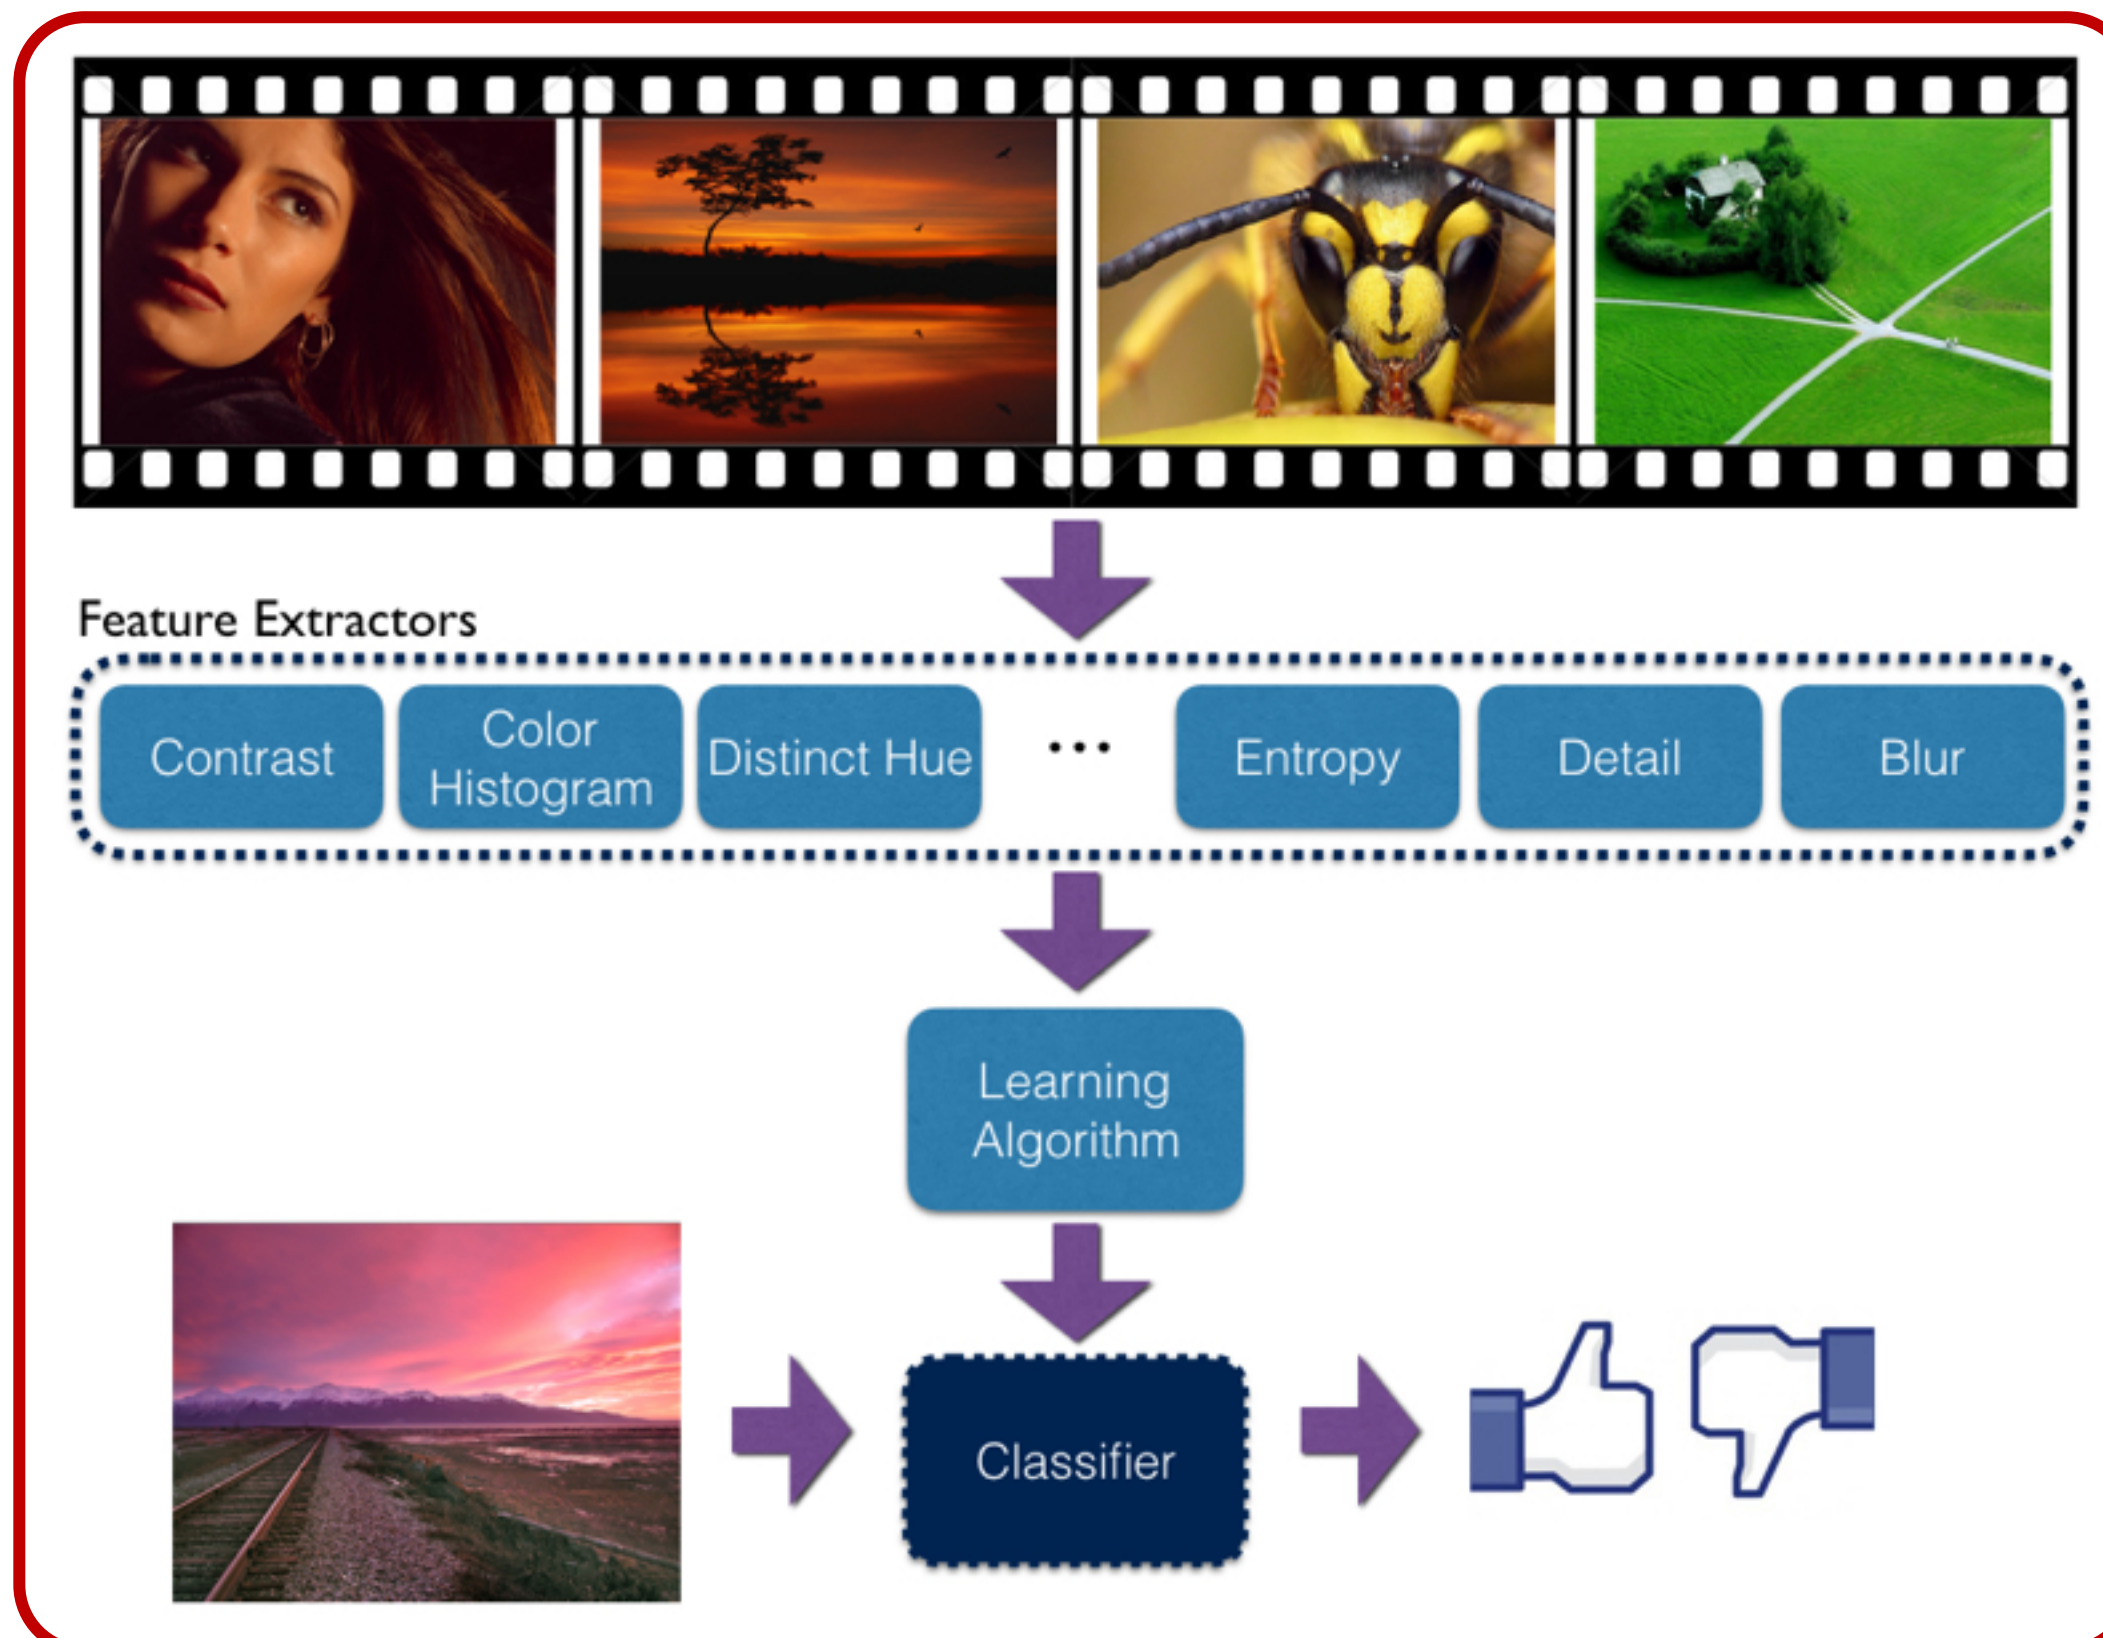 Feature Extractors
Contrast
Color
Histogram
Distinct Hue
...
Entropy
Detail
Blur
Learning
Algorithm
Classifier